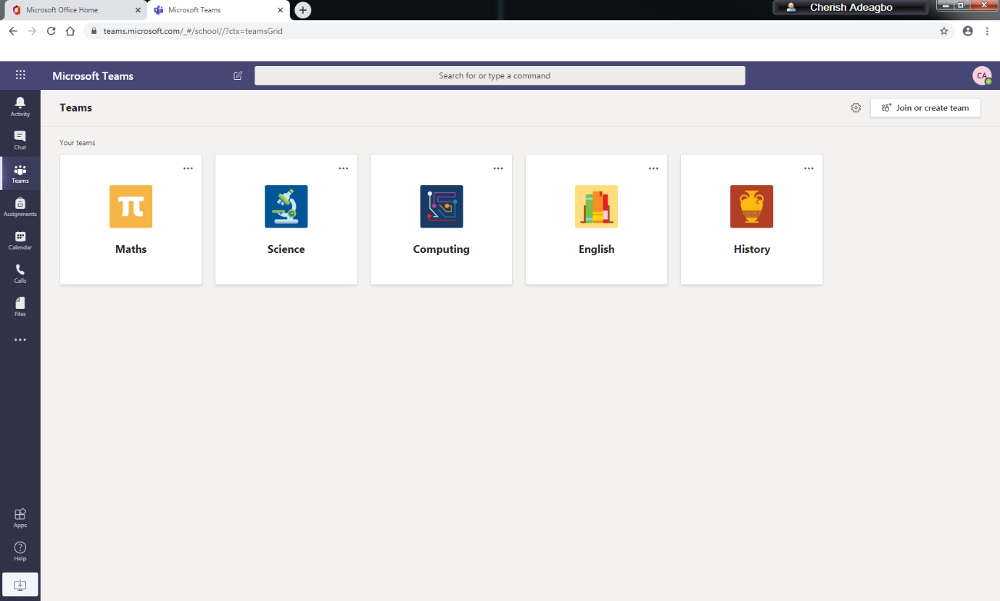 Microsoft Office Home
Microsoft Teams
Cherish Adeagbo
teams.microsoft.com/_#/school//?ctx=teamsGrid
Microsoft Teams
Search for or type a command
CA
Activity
Chat
Teams
Assignments
Calendar
Calls
Files
Teams
Join or create team
Your teams
Maths
Science
Computing
English
History
Apps
Help